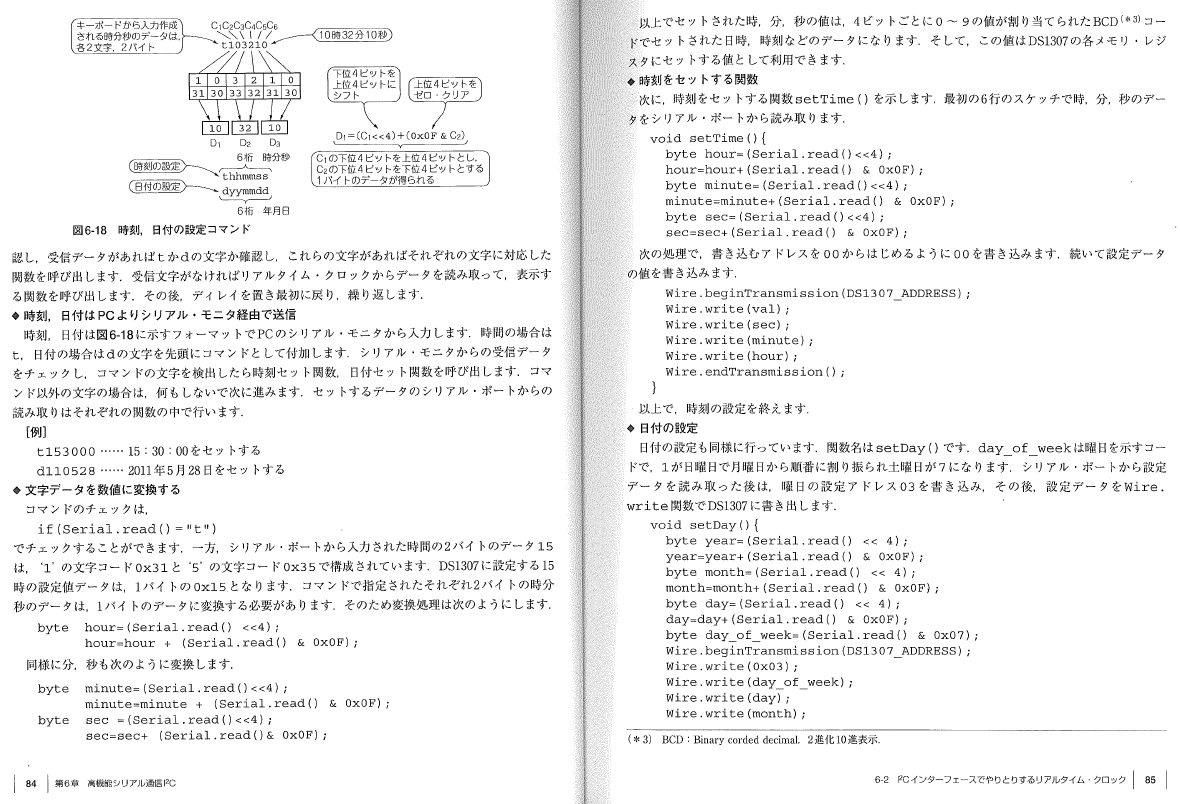 キーボードから入力作成
される時分秒のデータは,
各2文字, 2バイト
C1C2C3C4C5C6
t103210
10時32分10秒
1 0 3 2 1 0
31 30 33 32 31 30
10 32 10
D1 D2 D3
下位4ビットを
上位4ビットに
シフト
上位4ビットを
ゼロ・クリア
D1=(C1<<4)+(0x0F & C2)
C1の下位4ビットを上位4ビットとし,
C2の下位4ビットを下位4ビットとする
1バイトのデータが得られる
6桁 時分秒
時刻の設定
thhmmss
日付の設定
dyymmdd
6桁 年月日
図6-18 時刻, 日付の設定コマンド
認し, 受信データがあればtかdの文字か確認し, これらの文字があればそれぞれの文字に対応した
関数を呼び出します. 受信文字がなければリアルタイム・クロックからデータを読み取って, 表示す
る関数を呼び出します. その後, ディレイを置き最初に戻り, 繰り返します.
◆ 時刻, 日付はPCよりシリアル・モニタ経由で送信
時刻, 日付は図6-18に示すフォーマットでPCのシリアル・モニタから入力します. 時間の場合は
t, 日付の場合はdの文字を先頭にコマンドとして付加します. シリアル・モニタからの受信データ
をチェックし, コマンドの文字を検出したら時刻セット関数, 日付セット関数を呼び出します. コマ
ンド以外の文字の場合は, 何もしないで次に進みます. セットするデータのシリアル・ポートからの
読み取りはそれぞれの関数の中で行います.
[例]
t153000 …… 15:30:00をセットする
d110528 …… 2011年5月28日をセットする
◆ 文字データを数値に変換する
コマンドのチェックは,
if(Serial.read()="t")
でチェックすることができます. 一方, シリアル・ポートから入力された時間の2バイトのデータ15
は, '1' の文字コード0x31と '5' の文字コード0x35で構成されています. DS1307に設定する15
時の設定値データは, 1バイトの0x15となります. コマンドで指定されたそれぞれ2バイトの時分
秒のデータは, 1バイトのデータに変換する必要があります. そのため変換処理は次のようにします.
byte hour=(Serial.read() <<4);
hour=hour + (Serial.read() & 0x0F);
同様に分, 秒も次のように変換します.
byte minute=(Serial.read()<<4);
minute=minute + (Serial.read() & 0x0F);
byte sec =(Serial.read()<<4);
sec=sec+ (Serial.read()& 0x0F);
84 第6章 高機能シリアル通信I²C
以上でセットされた時, 分, 秒の値は, 4ビットごとに0～9の値が割り当てられたBCD(*3)コー
ドでセットされた日時, 時刻などのデータになります. そして, この値はDS1307の各メモリ・レジ
スタにセットする値として利用できます.
◆ 時刻をセットする関数
次に, 時刻をセットする関数setTime()を示します. 最初の6行のスケッチで時, 分, 秒のデー
タをシリアル・ポートから読み取ります.
void setTime(){
byte hour=(Serial.read()<<4);
hour=hour+(Serial.read() & 0x0F);
byte minute=(Serial.read()<<4);
minute=minute+(Serial.read() & 0x0F);
byte sec=(Serial.read()<<4);
sec=sec+(Serial.read() & 0x0F);
次の処理で, 書き込むアドレスを00からはじめるように00を書き込みます. 続いて設定データ
の値を書き込みます.
Wire.beginTransmission(DS1307_ADDRESS);
Wire.write(val);
Wire.write(sec);
Wire.write(minute);
Wire.write(hour);
Wire.endTransmission();
}
以上で, 時刻の設定を終えます.
◆ 日付の設定
日付の設定も同様に行っています. 関数名はsetDay()です. day_of_weekは曜日を示すコー
ドで, 1が日曜日で月曜日から順番に割り振られ土曜日が7になります. シリアル・ポートから設定
データを読み取った後は, 曜日の設定アドレス03を書き込み, その後, 設定データをWire.
write関数でDS1307に書き出します.
void setDay(){
byte year=(Serial.read() << 4);
year=year+(Serial.read() & 0x0F);
byte month=(Serial.read() << 4);
month=month+(Serial.read() & 0x0F);
byte day=(Serial.read() << 4);
day=day+(Serial.read() & 0x0F);
byte day_of_week=(Serial.read() & 0x07);
Wire.beginTransmission(DS1307_ADDRESS);
Wire.write(0x03);
Wire.write(day_of_week);
Wire.write(day);
Wire.write(month);
(*3) BCD : Binary corded decimal. 2進化10進表示.
6-2 I²Cインターフェースでやりとりするリアルタイム・クロック 85